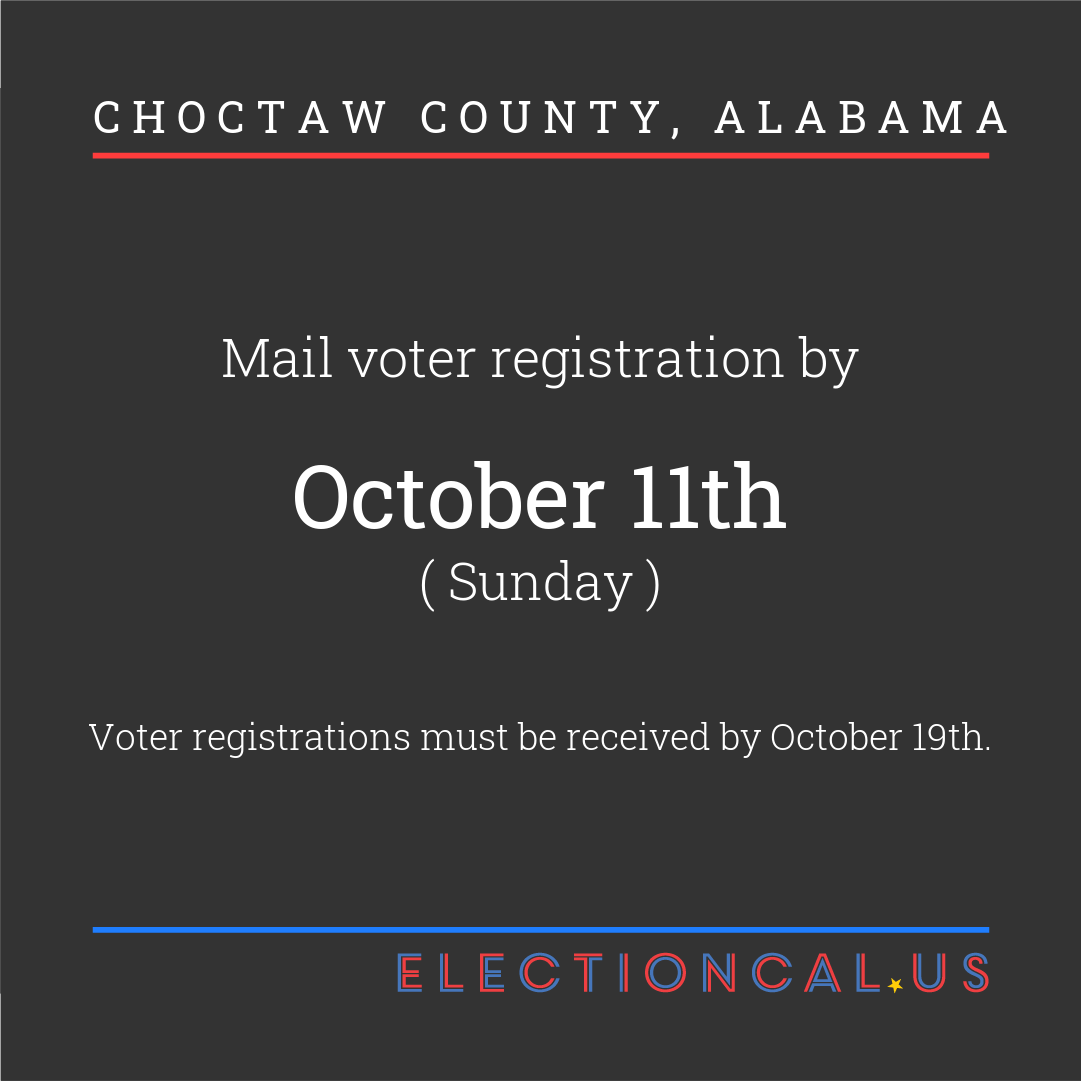 CHOCTAW COUNTY, ALABAMA
Mail voter registration by
October 11th
( Sunday )
Voter registrations must be received by October 19th.
ELECTIONCAL.US